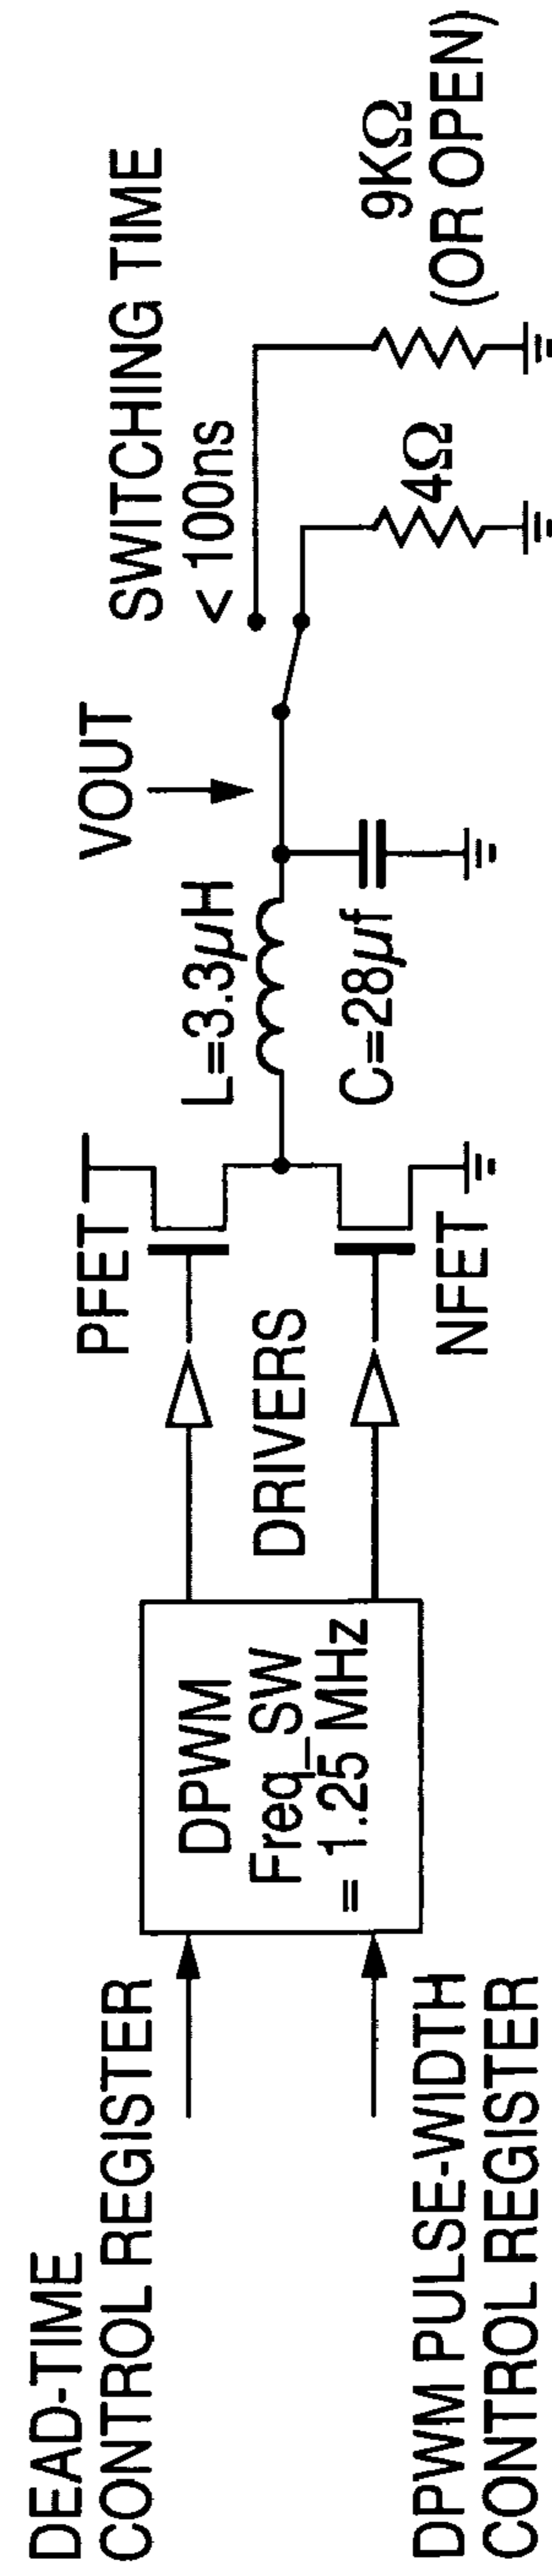 DEAD-TIME
CONTROL REGISTER
DPWM PULSE-WIDTH
CONTROL REGISTER
DPWM
Freq_SW
= 1.25 MHz
DRIVERS
PFET
NFET
L=3.3μH
C=28μf
VOUT
SWITCHING TIME
< 100ns
4Ω
9KΩ
(OR OPEN)